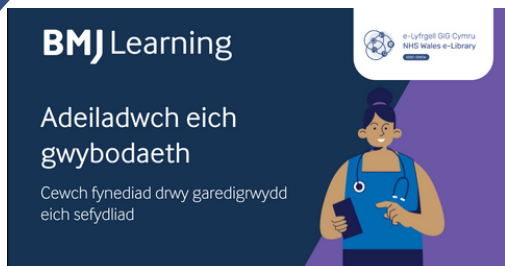 BMJ Learning
e-Lyfrgell GIG Cymru
NHS Wales e-Library
Adeiladwch eich
gwybodaeth
Cewch fynediad drwy garedigrwydd
eich sefydliad